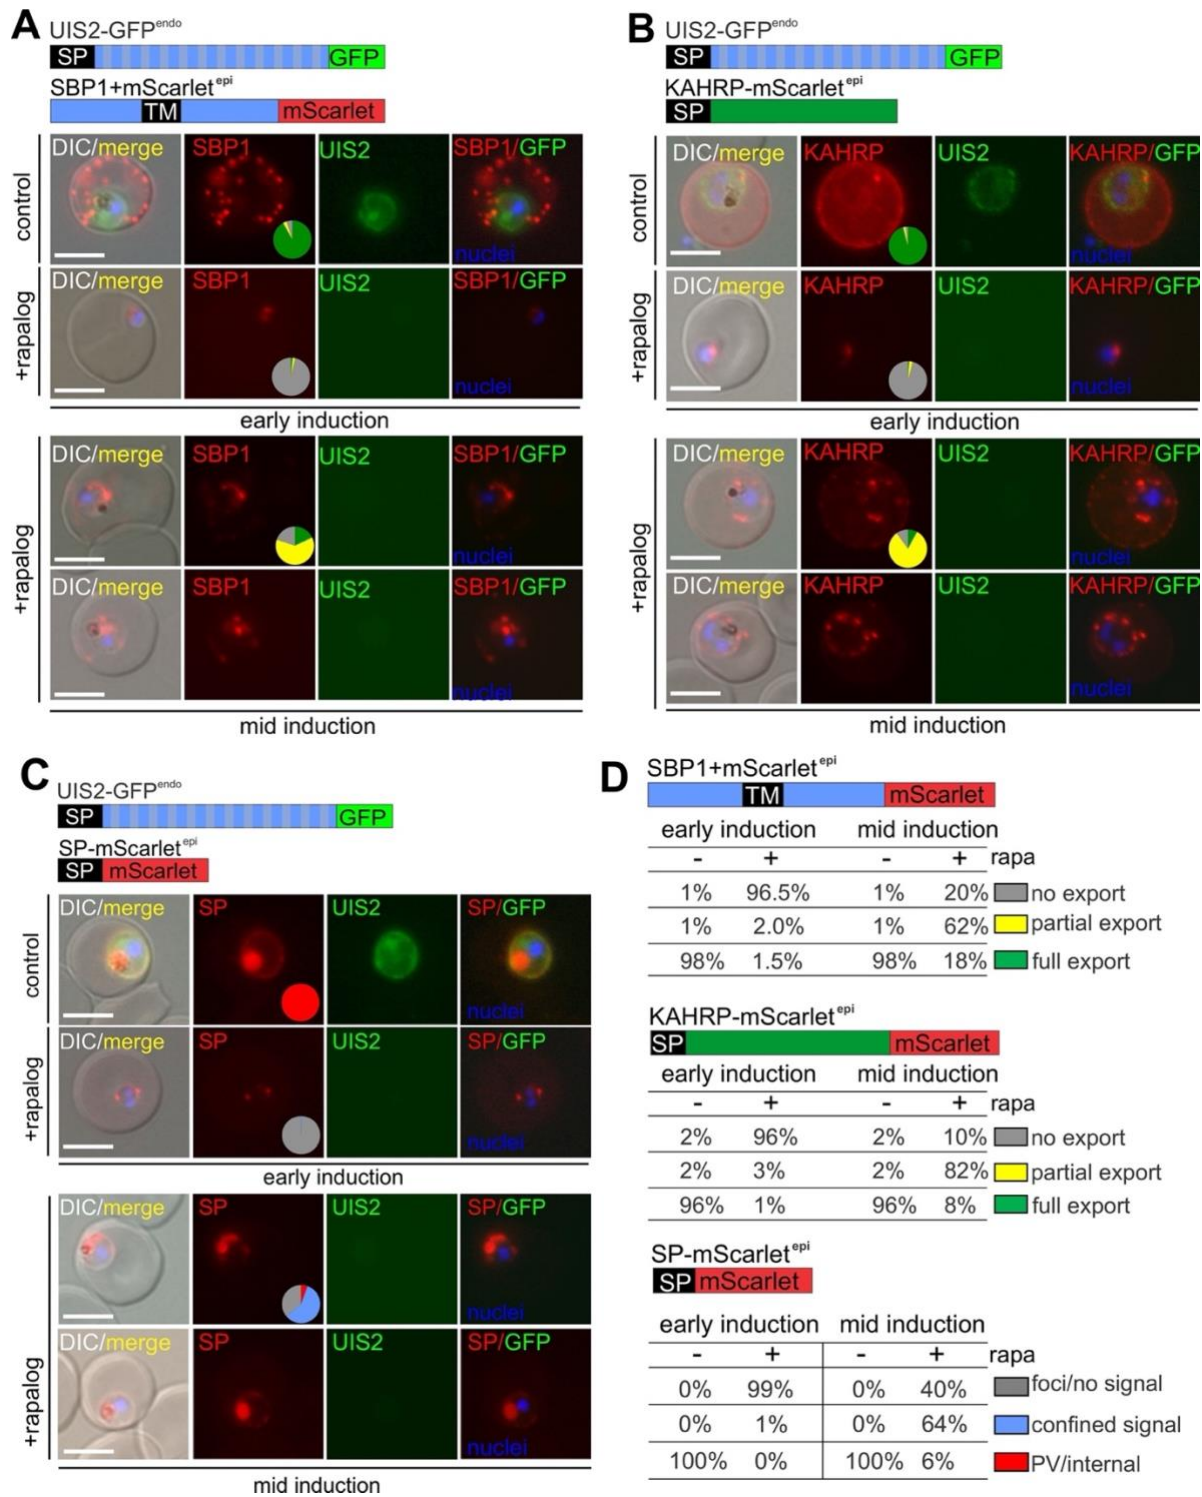 A
UIS2-GFPendo
SP GFP
SBP1+mScarletepi
TM mScarlet
control
DIC/merge SBP1 UIS2 SBP1/GFP
nuclei
+rapalog
DIC/merge SBP1 UIS2 SBP1/GFP
nuclei
early induction
+rapalog
DIC/merge SBP1 UIS2 SBP1/GFP
DIC/merge SBP1 UIS2 SBP1/GFP
nuclei
mid induction
B
UIS2-GFPendo
SP GFP
KAHRP-mScarletepi
SP
control
DIC/merge KAHRP UIS2 KAHRP/GFP
nuclei
+rapalog
DIC/merge KAHRP UIS2 KAHRP/GFP
nuclei
early induction
+rapalog
DIC/merge KAHRP UIS2 KAHRP/GFP
nuclei
DIC/merge KAHRP UIS2 KAHRP/GFP
nuclei
mid induction
C
UIS2-GFPendo
SP GFP
SP-mScarletepi
SP mScarlet
control
DIC/merge SP UIS2 SP/GFP
nuclei
+rapalog
DIC/merge SP UIS2 SP/GFP
nuclei
early induction
+rapalog
DIC/merge SP UIS2 SP/GFP
nuclei
DIC/merge SP UIS2 SP/GFP
nuclei
mid induction
D
SBP1+mScarletepi
TM mScarlet
early induction mid induction
- + - + rapa
1% 96.5% 1% 20% no export
1% 2.0% 1% 62% partial export
98% 1.5% 98% 18% full export
KAHRP-mScarletepi
SP mScarlet
early induction mid induction
- + - + rapa
2% 96% 2% 10% no export
2% 3% 2% 82% partial export
96% 1% 96% 8% full export
SP-mScarletepi
SP mScarlet
early induction mid induction
- + - + rapa
0% 99% 0% 40% foci/no signal
0% 1% 0% 64% confined signal
100% 0% 100% 6% PV/internal